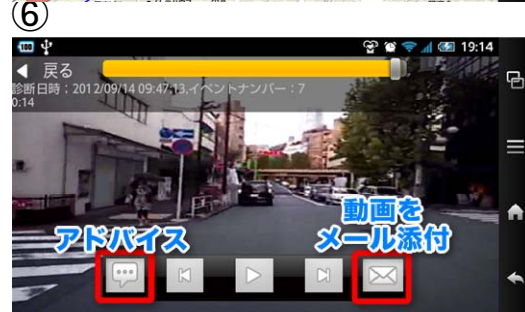 ⑥
100
19:14
戻る
診断日時：2012/09/14 09:47:13,イベントナンバー：7
0:14
アドバイス
動画を
メール添付